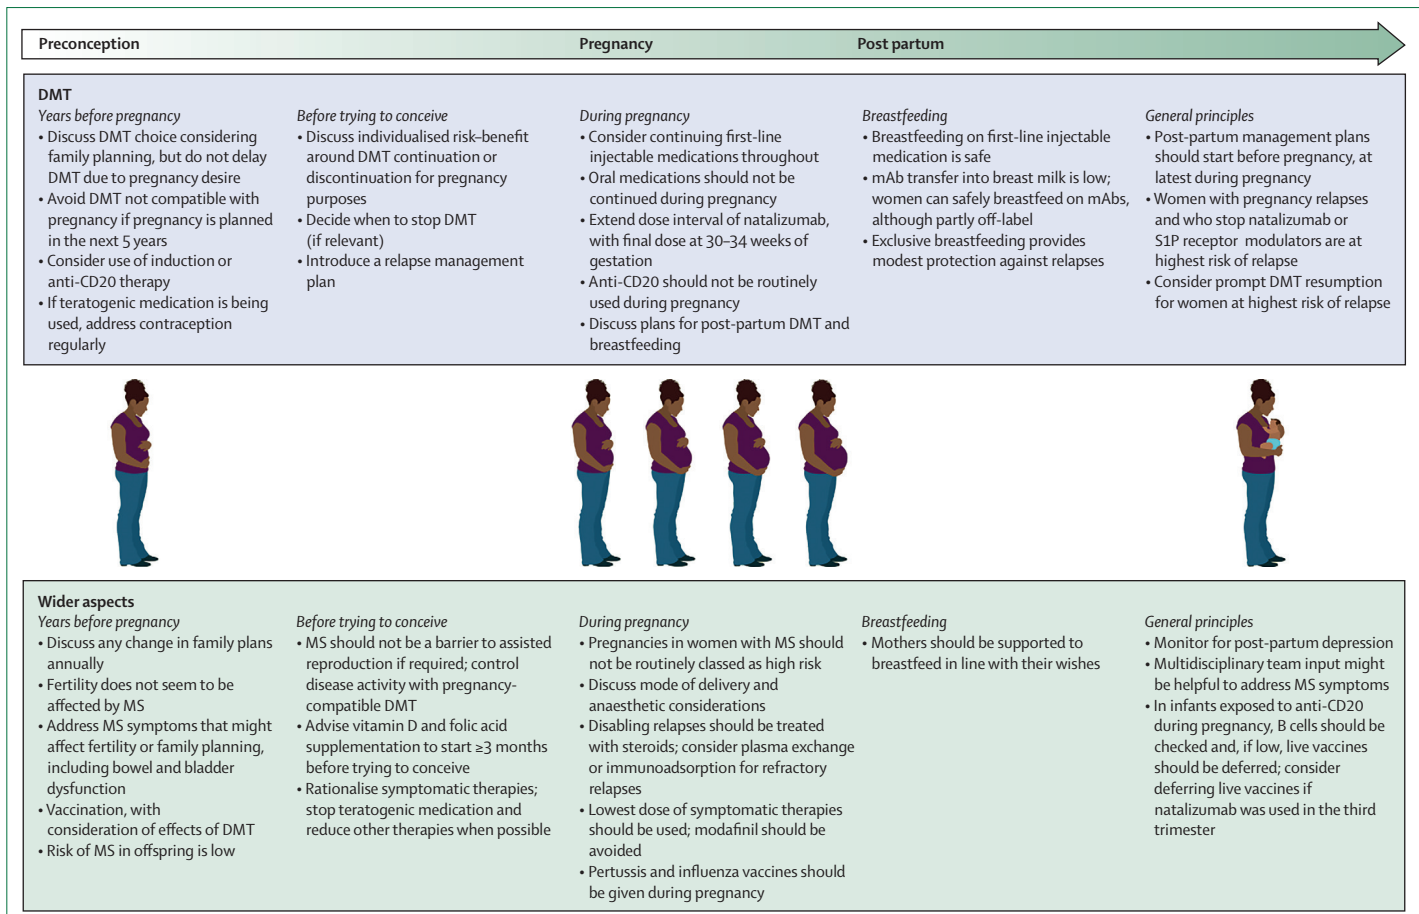 Preconception
Pregnancy
Post partum
DMT
Years before pregnancy
• Discuss DMT choice considering
family planning, but do not delay
DMT due to pregnancy desire
• Avoid DMT not compatible with
pregnancy if pregnancy is planned
in the next 5 years
• Consider use of induction or
anti-CD20 therapy
• If teratogenic medication is being
used, address contraception
regularly
Before trying to conceive
• Discuss individualised risk–benefit
around DMT continuation or
discontinuation for pregnancy
purposes
• Decide when to stop DMT
(if relevant)
• Introduce a relapse management
plan
During pregnancy
• Consider continuing first-line
injectable medications throughout
• Oral medications should not be
continued during pregnancy
• Extend dose interval of natalizumab,
with final dose at 30–34 weeks of
gestation
• Anti-CD20 should not be routinely
used during pregnancy
• Discuss plans for post-partum DMT and
breastfeeding
Breastfeeding
• Breastfeeding on first-line injectable
medication is safe
• mAb transfer into breast milk is low;
women can safely breastfeed on mAbs,
although partly off-label
• Exclusive breastfeeding provides
modest protection against relapses
General principles
• Post-partum management plans
should start before pregnancy, at
latest during pregnancy
• Women with pregnancy relapses
and who stop natalizumab or
S1P receptor modulators are at
highest risk of relapse
• Consider prompt DMT resumption
for women at highest risk of relapse
Wider aspects
Years before pregnancy
• Discuss any change in family plans
annually
• Fertility does not seem to be
affected by MS
• Address MS symptoms that might
affect fertility or family planning,
including bowel and bladder
dysfunction
• Vaccination, with
consideration of effects of DMT
• Risk of MS in offspring is low
Before trying to conceive
• MS should not be a barrier to assisted
reproduction if required; control
disease activity with pregnancy-
compatible DMT
• Advise vitamin D and folic acid
supplementation to start ≥3 months
before trying to conceive
• Rationalise symptomatic therapies;
stop teratogenic medication and
reduce other therapies when possible
During pregnancy
• Pregnancies in women with MS should
not be routinely classed as high risk
• Discuss mode of delivery and
anaesthetic considerations
• Disabling relapses should be treated
with steroids; consider plasma exchange
or immunoadsorption for refractory
relapses
• Lowest dose of symptomatic therapies
should be used; modafinil should be
avoided
• Pertussis and influenza vaccines should
be given during pregnancy
Breastfeeding
• Mothers should be supported to
breastfeed in line with their wishes
General principles
• Monitor for post-partum depression
• Multidisciplinary team input might
be helpful to address MS symptoms
• In infants exposed to anti-CD20
during pregnancy, B cells should be
checked and, if low, live vaccines
should be deferred; consider
deferring live vaccines if
natalizumab was used in the third
trimester